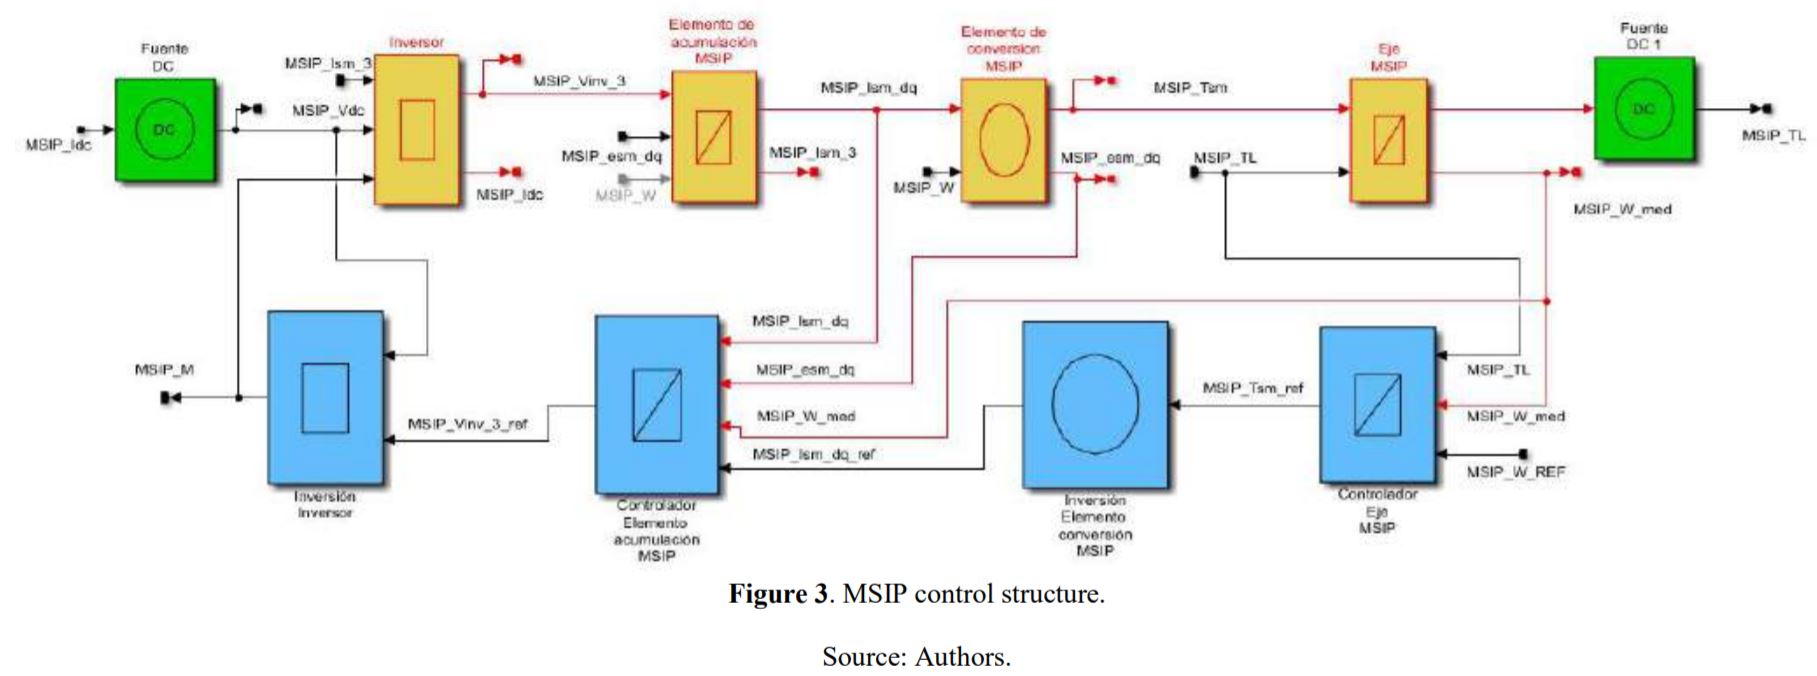 Fuente
DC
MSIP_Idc
DC
MSIP_Vdc
MSIP_Ism_3
Inversor
MSIP_Vinv_3
MSIP_Idc
Elemento de
acumulación
MSIP
MSIP_esm_dq
MSIP_W
MSIP_Ism_dq
MSIP_Ism_3
Elemento de
conversion
MSIP
MSIP_W
MSIP_Tsm
MSIP_esm_dq
MSIP_TL
Eje
MSIP
MSIP_W_med
Fuente
DC 1
DC
MSIP_TL
MSIP_M
Inversión
Inversor
MSIP_Vinv_3_ref
Controlador
Elemento
acumulación
MSIP
MSIP_Ism_dq
MSIP_esm_dq
MSIP_W_med
MSIP_Ism_dq_ref
Inversión
Elemento
conversión
MSIP
MSIP_Tsm_ref
Controlador
Eje
MSIP
MSIP_TL
MSIP_W_med
MSIP_W_REF
Figure 3. MSIP control structure.
Source: Authors.